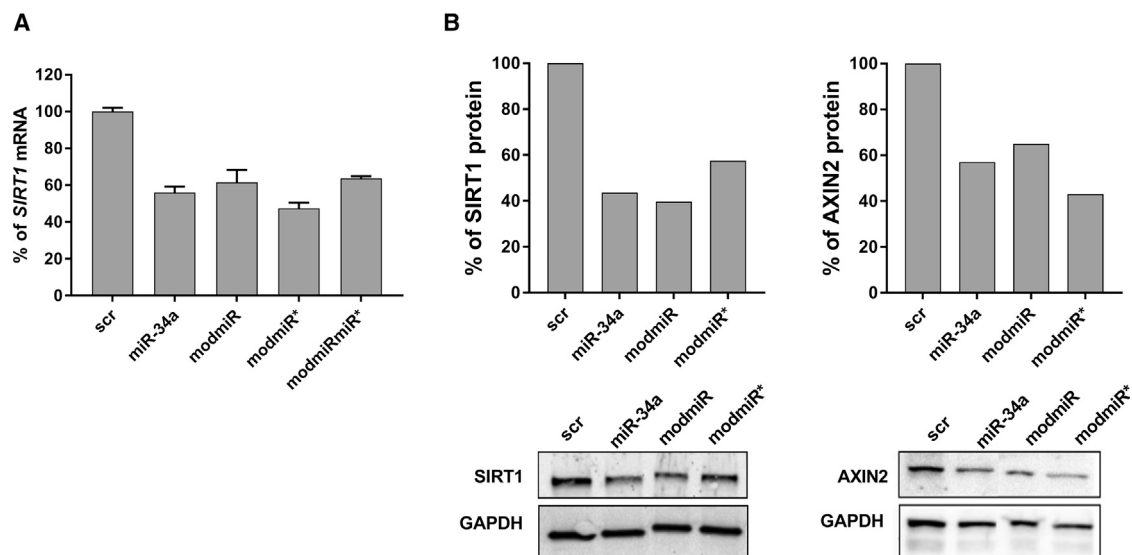 A
% of SIRT1 mRNA
120
100
80
60
40
20
0
scr
miR-34a
modmiR
modmiR*
modmiRmiR*
B
% of SIRT1 protein
100
80
60
40
20
0
scr
miR-34a
modmiR
modmiR*
% of AXIN2 protein
100
80
60
40
20
0
scr
miR-34a
modmiR
modmiR*
scr
miR-34a
modmiR
modmiR*
SIRT1
GAPDH
scr
miR-34a
modmiR
modmiR*
AXIN2
GAPDH